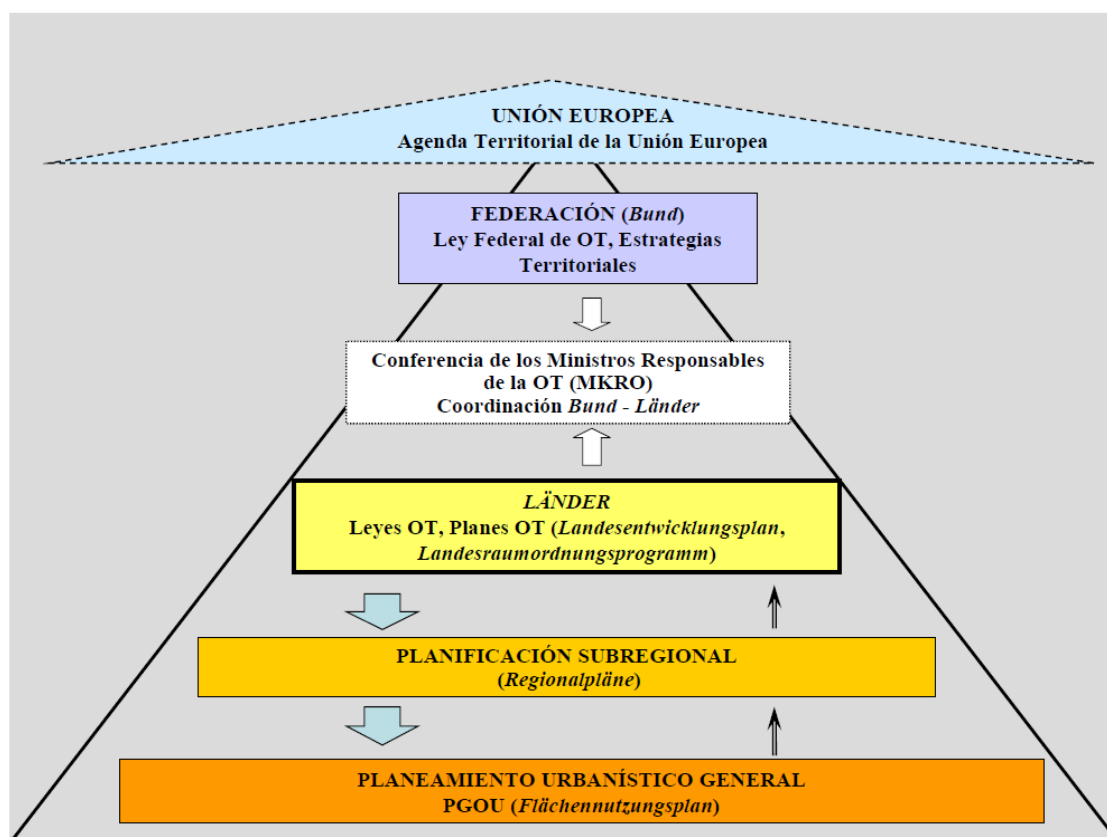 UNIÓN EUROPEA
Agenda Territorial de la Unión Europea
FEDERACIÓN (Bund)
Ley Federal de OT, Estrategias
Territoriales
Conferencia de los Ministros Responsables
de la OT (MKRO)
Coordinación Bund - Länder
LÄNDER
Leyes OT, Planes OT (Landesentwicklungsplan,
Landesraumordnungsprogramm)
PLANIFICACIÓN SUBREGIONAL
(Regionalpläne)
PLANEAMIENTO URBANÍSTICO GENERAL
PGOU (Flächennutzungsplan)